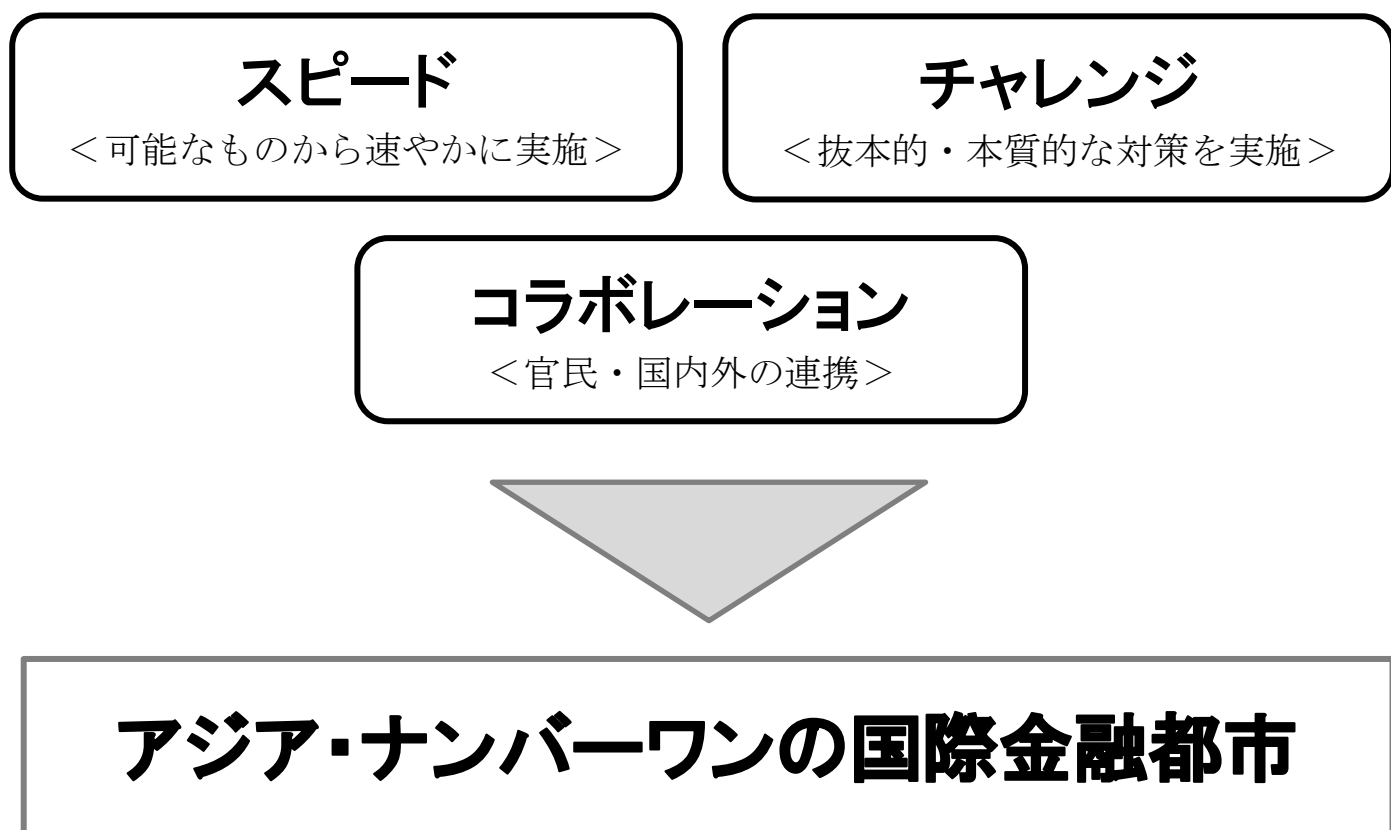 スピード
＜可能なものから速やかに実施＞
チャレンジ
＜抜本的・本質的な対策を実施＞
コラボレーション
＜官民・国内外の連携＞
アジア・ナンバーワンの国際金融都市